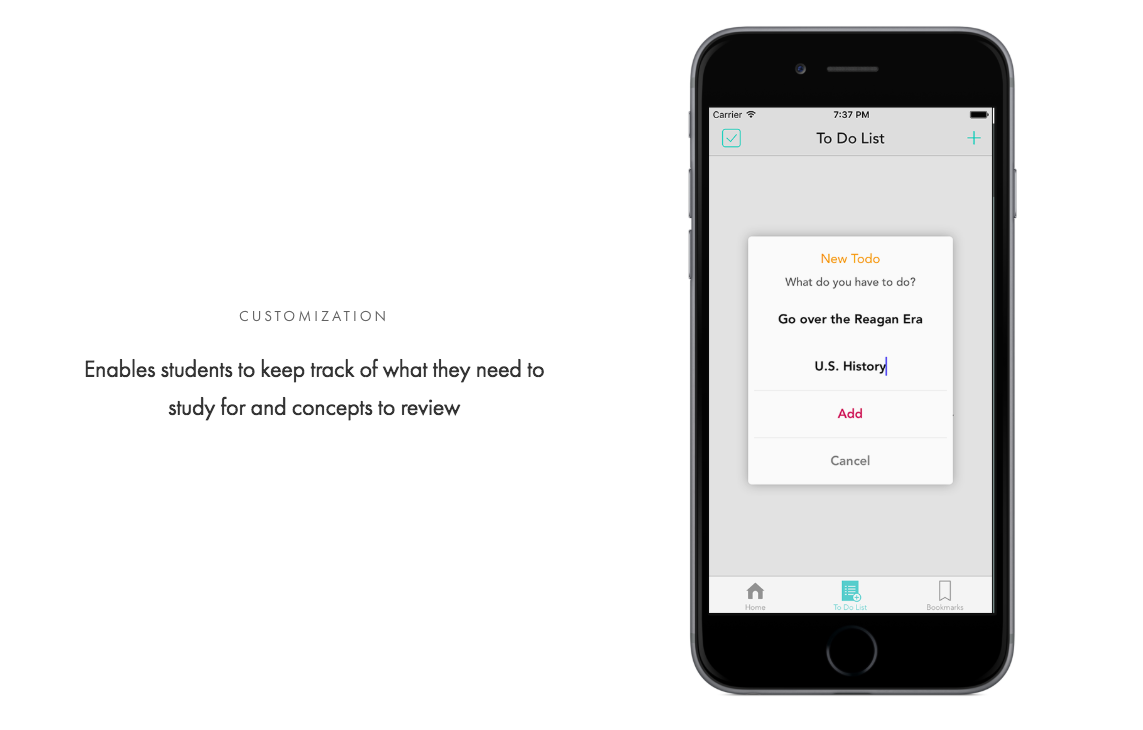 CUSTOMIZATION
Enables students to keep track of what they need to
study for and concepts to review
Carrier 7:37 PM
To Do List +
New Todo
What do you have to do?
Go over the Reagan Era
U.S. History
Add
Cancel
Home To Do List Bookmarks